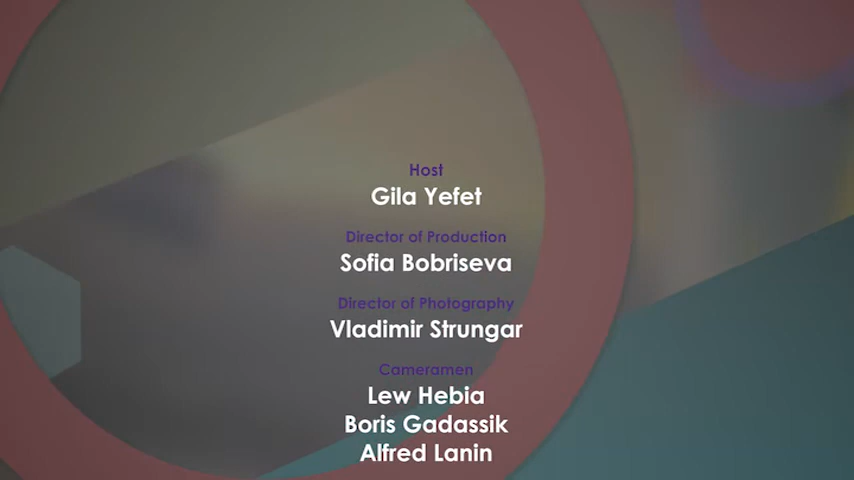 Host
Gila Yefet
Director of Production
Sofia Bobriseva
Director of Photography
Vladimir Strungar
Cameramen
Lew Hebia
Boris Gadassik
Alfred Lanin